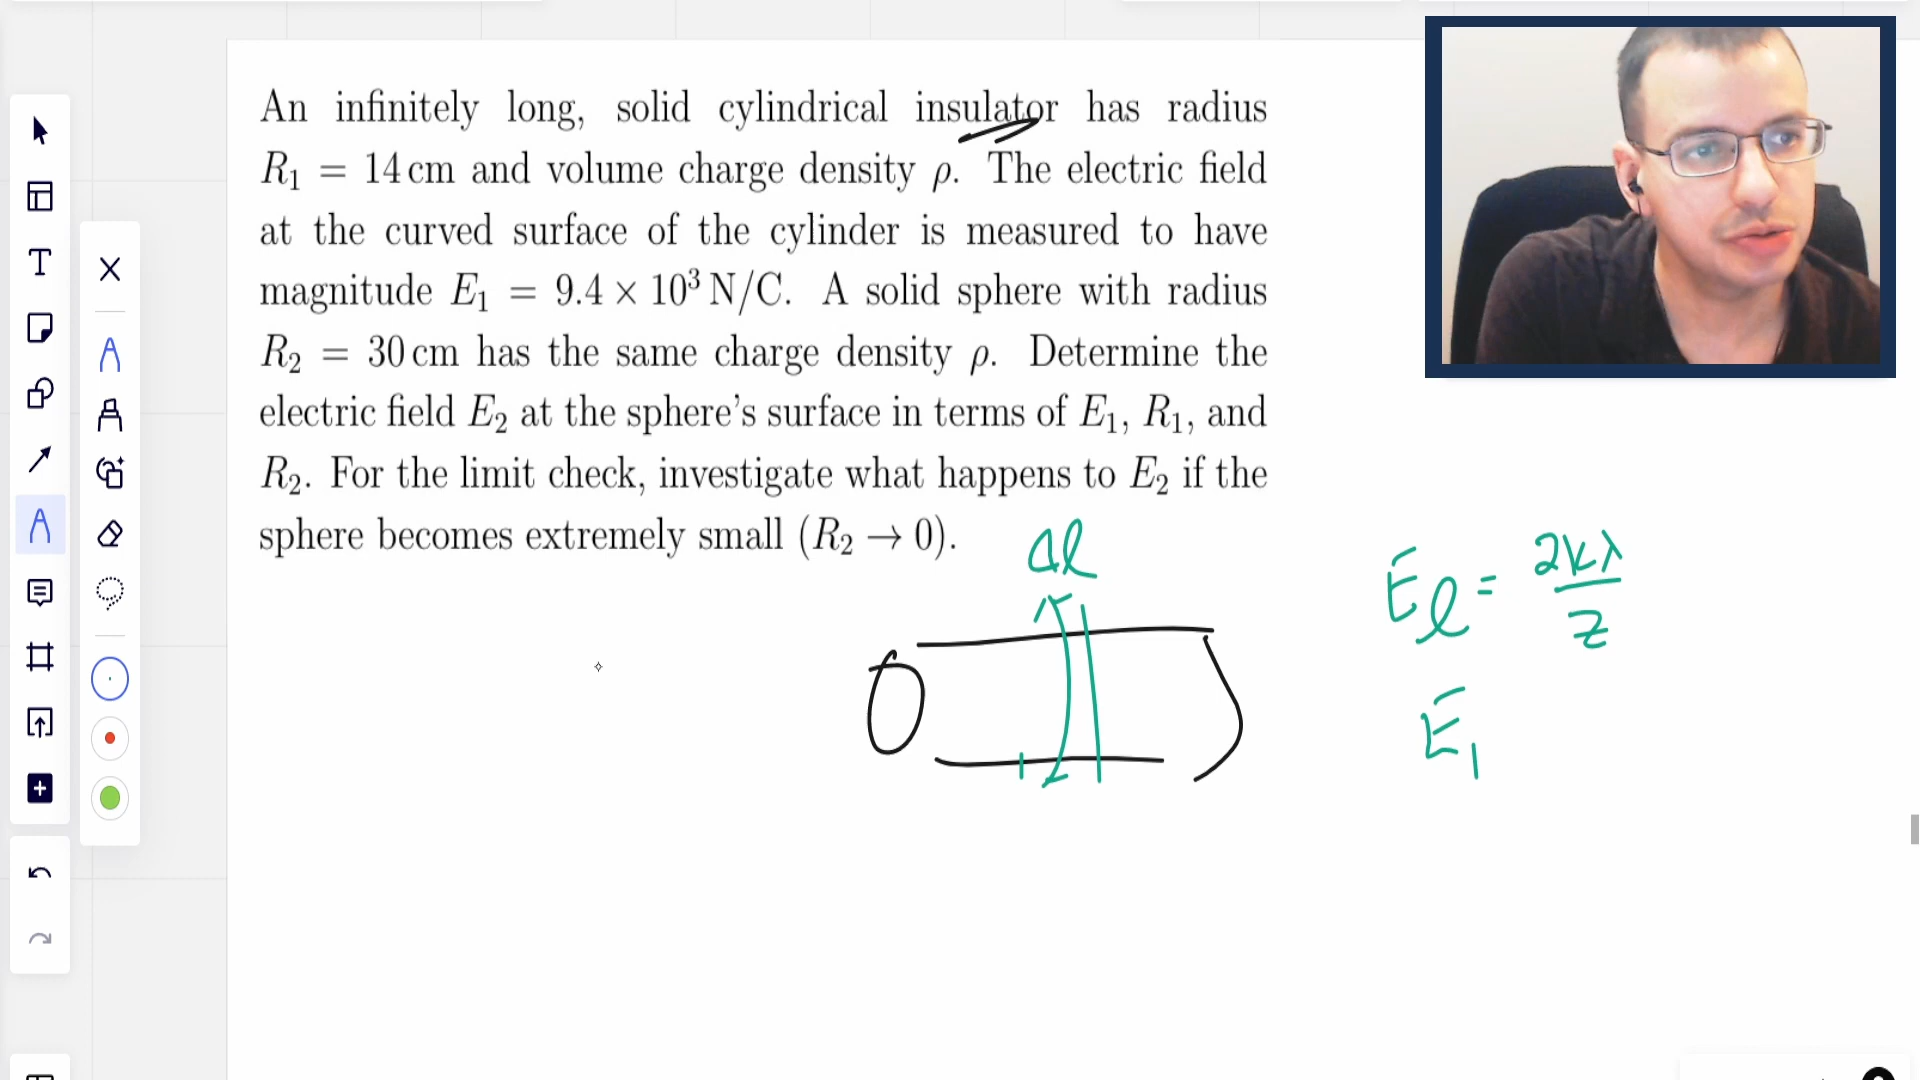 An infinitely long, solid cylindrical insulator has radius
R₁ = 14 cm and volume charge density ρ. The electric field
at the curved surface of the cylinder is measured to have
magnitude E₁ = 9.4 × 10³ N/C. A solid sphere with radius
R₂ = 30 cm has the same charge density ρ. Determine the
electric field E₂ at the sphere's surface in terms of E₁, R₁, and
R₂. For the limit check, investigate what happens to E₂ if the
sphere becomes extremely small (R₂ → 0).
Δℓ
E_ℓ = 2kλ / z
E₁
T